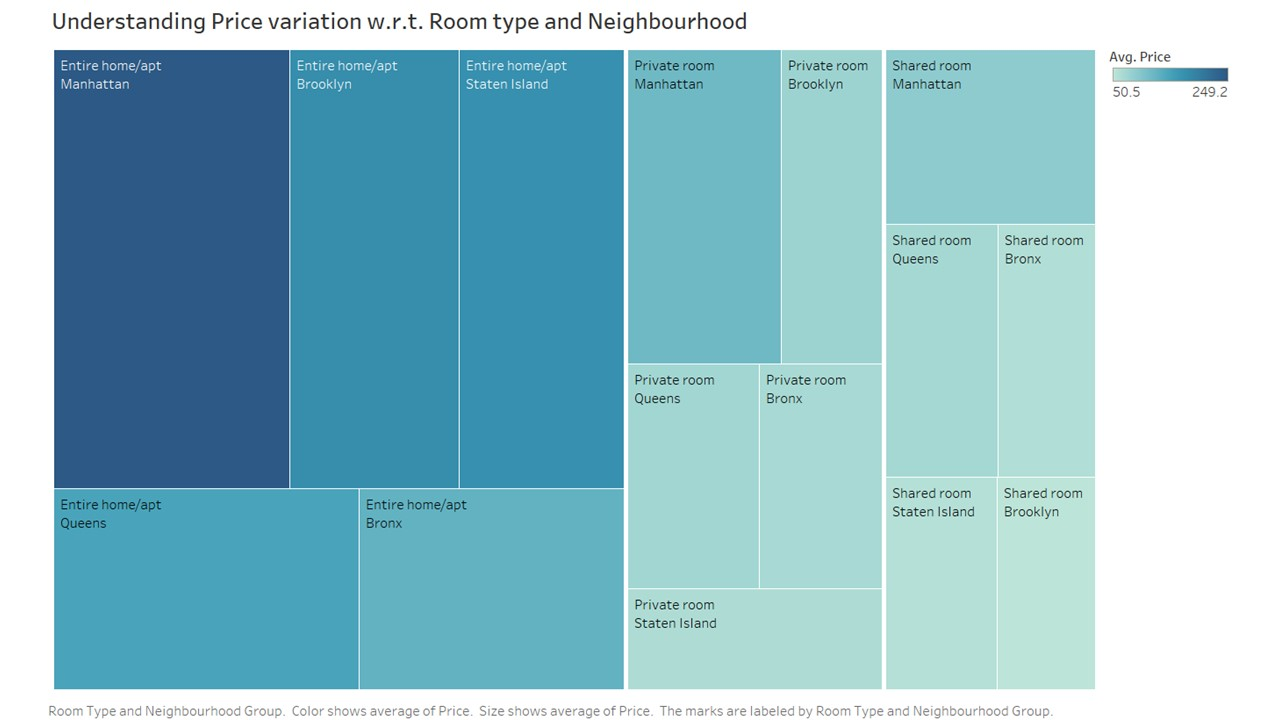 Understanding Price variation w.r.t. Room type and Neighbourhood
Entire home/apt
Manhattan
Entire home/apt
Brooklyn
Entire home/apt
Staten Island
Entire home/apt
Queens
Entire home/apt
Bronx
Private room
Manhattan
Private room
Brooklyn
Private room
Queens
Private room
Bronx
Private room
Staten Island
Shared room
Manhattan
Shared room
Queens
Shared room
Bronx
Shared room
Staten Island
Shared room
Brooklyn
Avg. Price
50.5 249.2
Room Type and Neighbourhood Group. Color shows average of Price. Size shows average of Price. The marks are labeled by Room Type and Neighbourhood Group.